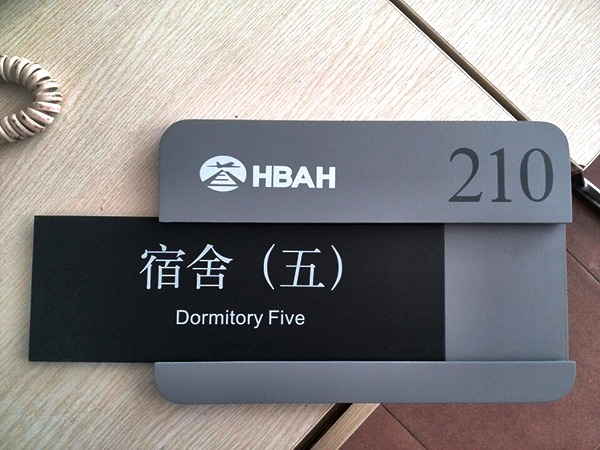 HBAH
210
宿舍（五）
Dormitory Five